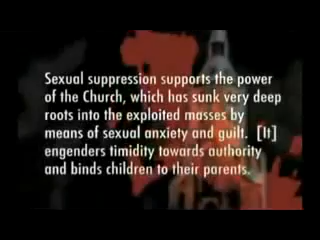 Sexual suppression supports the power
of the Church, which has sunk very deep
roots into the exploited masses by
means of sexual anxiety and guilt. [It]
engenders timidity towards authority
and binds children to their parents.